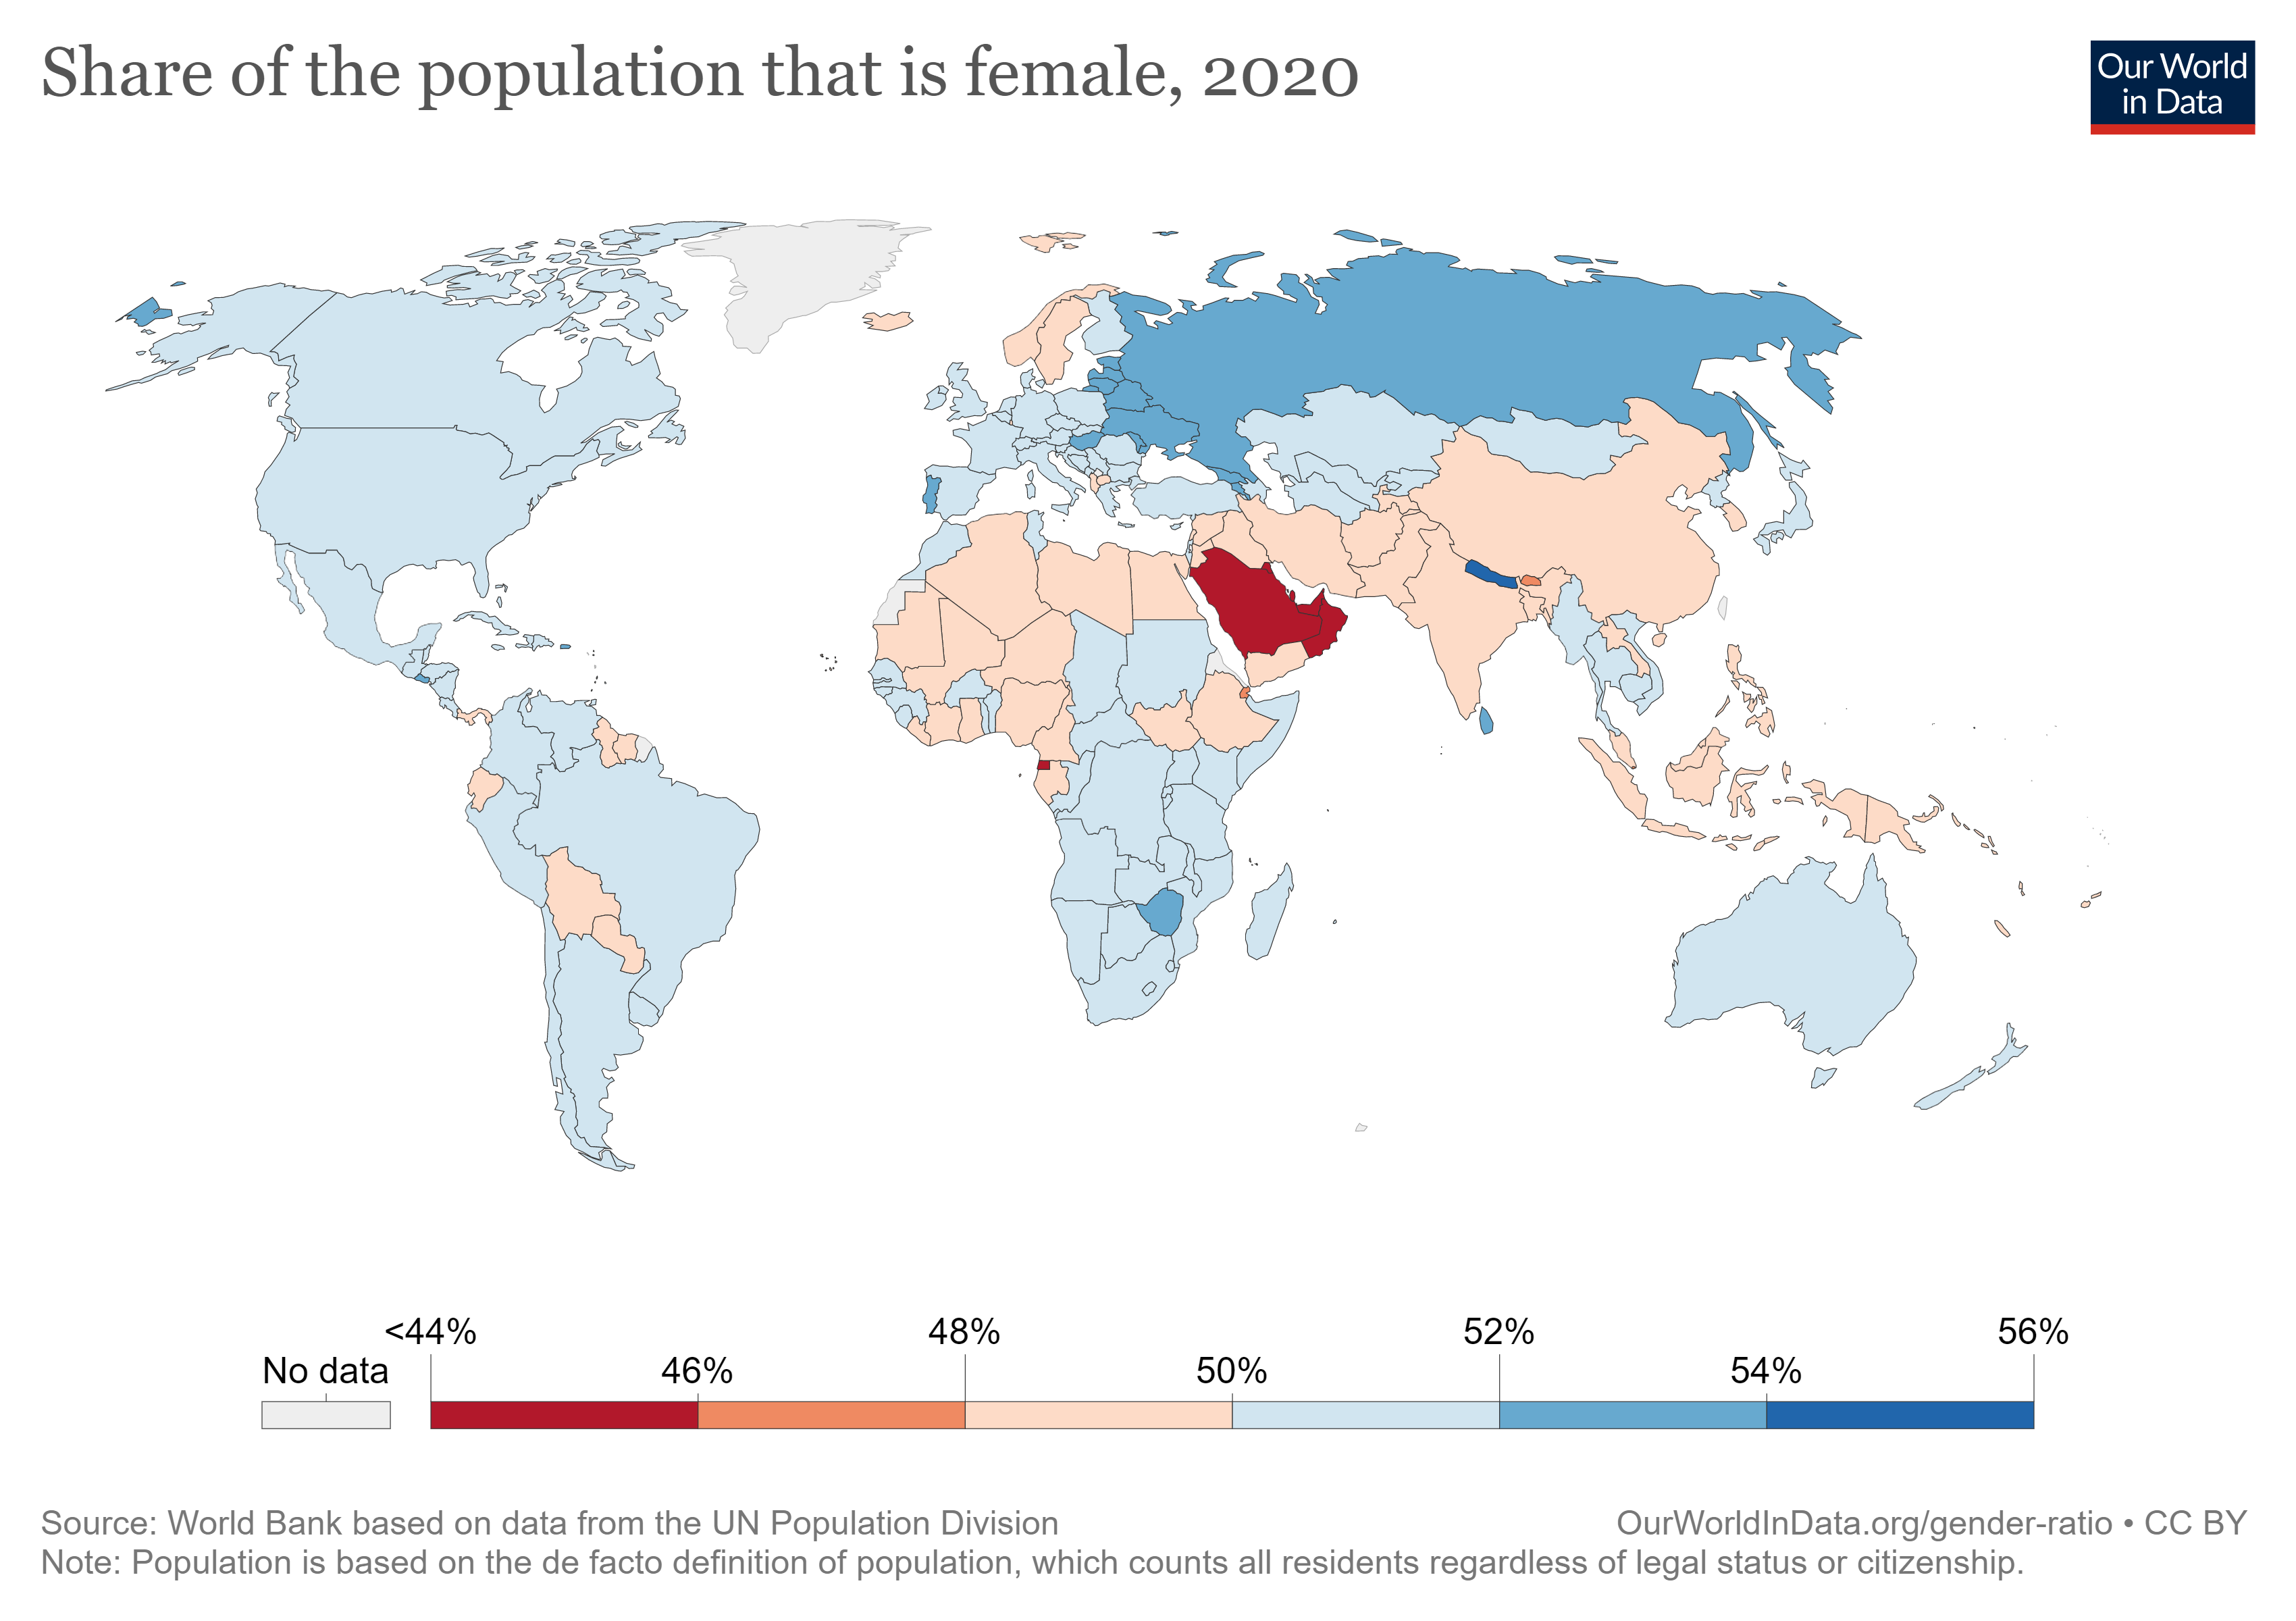 Share of the population that is female, 2020
Our World
in Data
<44%
48%
52%
56%
No data
46%
50%
54%
Source: World Bank based on data from the UN Population Division
OurWorldInData.org/gender-ratio • CC BY
Note: Population is based on the de facto definition of population, which counts all residents regardless of legal status or citizenship.